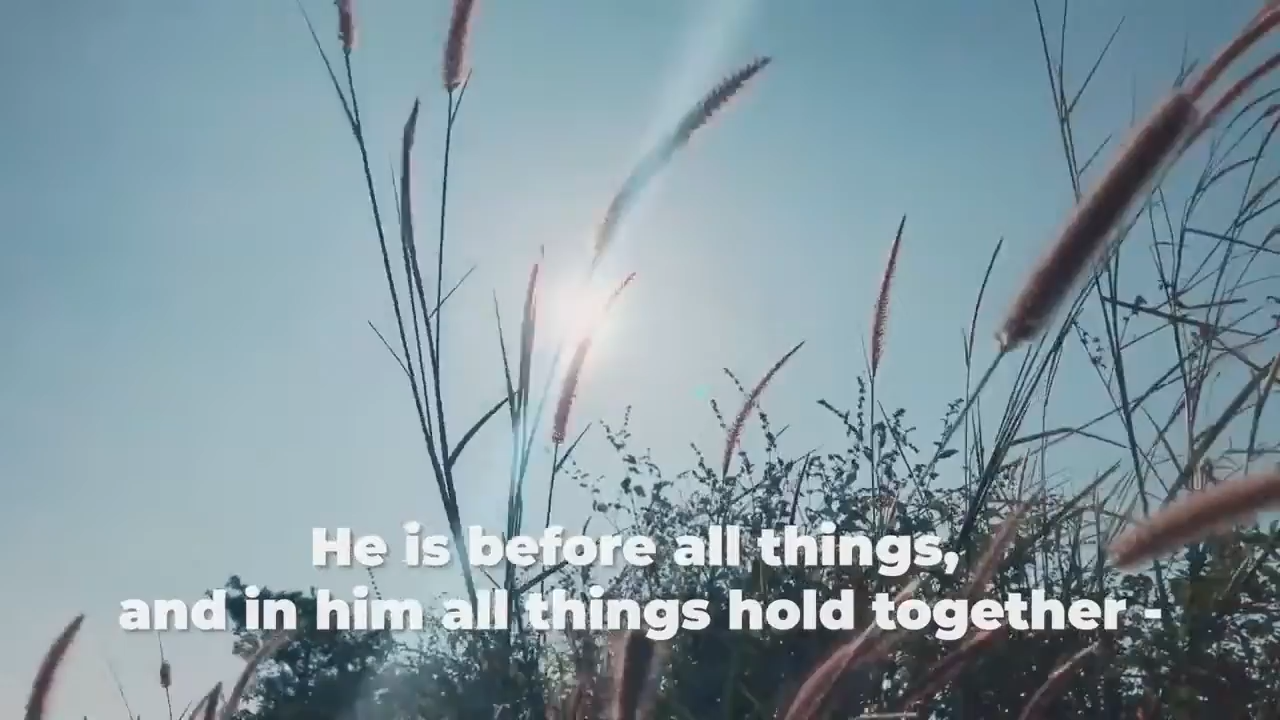 He is before all things,
and in him all things hold together -